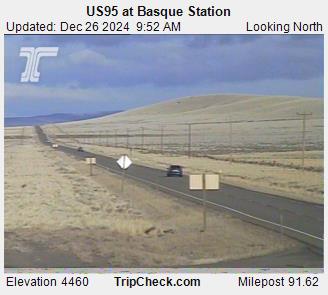 US95 at Basque Station
Updated: Dec 26 2024 9:52 AM
Looking North
Elevation 4460
TripCheck.com
Milepost 91.62